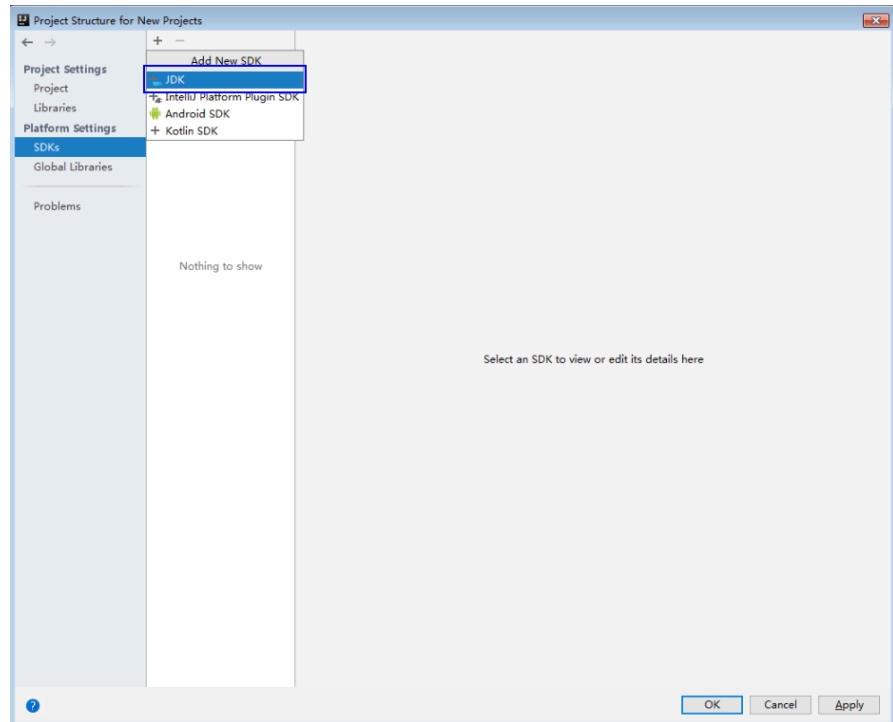 Project Structure for New Projects
Add New SDK
Project Settings
JDK
Project
IntelliJ Platform Plugin SDK
Libraries
Android SDK
Platform Settings
Kotlin SDK
SDKs
Global Libraries
Problems
Nothing to show
Select an SDK to view or edit its details here
OK Cancel Apply